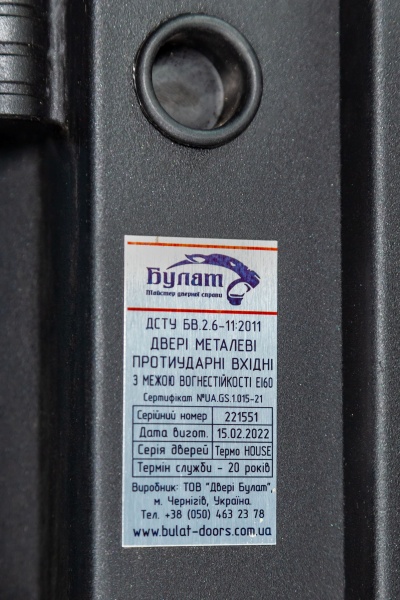 Булат
Майстер дверної справи
ДСТУ БВ.2.6-11:2011
ДВЕРІ МЕТАЛЕВІ
ПРОТИУДАРНІ ВХІДНІ
З МЕЖОЮ ВОГНЕСТІЙКОСТІ ЕІ60
Сертифікат №UA.GS.1.015-21
Серійний номер 221551
Дата вигот. 15.02.2022
Серія дверей Термо HOUSE
Термін служби - 20 років
Виробник: ТОВ "Двері Булат",
м. Чернігів, Україна.
Тел. +38 (050) 463 23 78
www.bulat-doors.com.ua